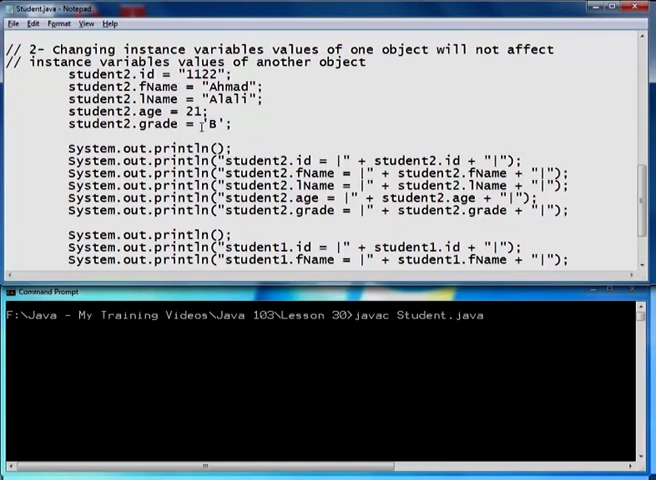 Student.java - Notepad
File Edit Format View Help
// 2- Changing instance variables values of one object will not affect
// instance variables values of another object
student2.id = "1122";
student2.fName = "Ahmad";
student2.lName = "Alali";
student2.age = 21;
student2.grade = 'B';
System.out.println();
System.out.println("student2.id = |" + student2.id + "|");
System.out.println("student2.fName = |" + student2.fName + "|");
System.out.println("student2.lName = |" + student2.lName + "|");
System.out.println("student2.age = |" + student2.age + "|");
System.out.println("student2.grade = |" + student2.grade + "|");
System.out.println();
System.out.println("student1.id = |" + student1.id + "|");
System.out.println("student1.fName = |" + student1.fName + "|");
Command Prompt
F:\Java - My Training Videos\Java 103\Lesson 30>javac Student.java